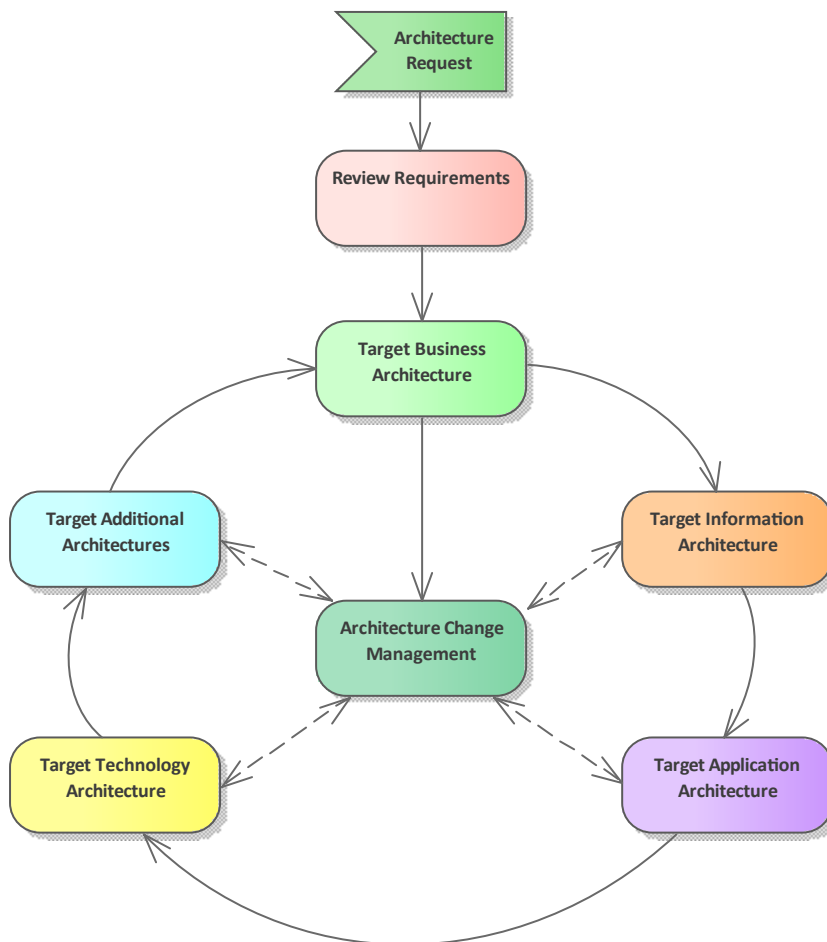 Architecture
Request
Review Requirements
Target Business
Architecture
Target Additional
Architectures
Target Information
Architecture
Architecture Change
Management
Target Technology
Architecture
Target Application
Architecture